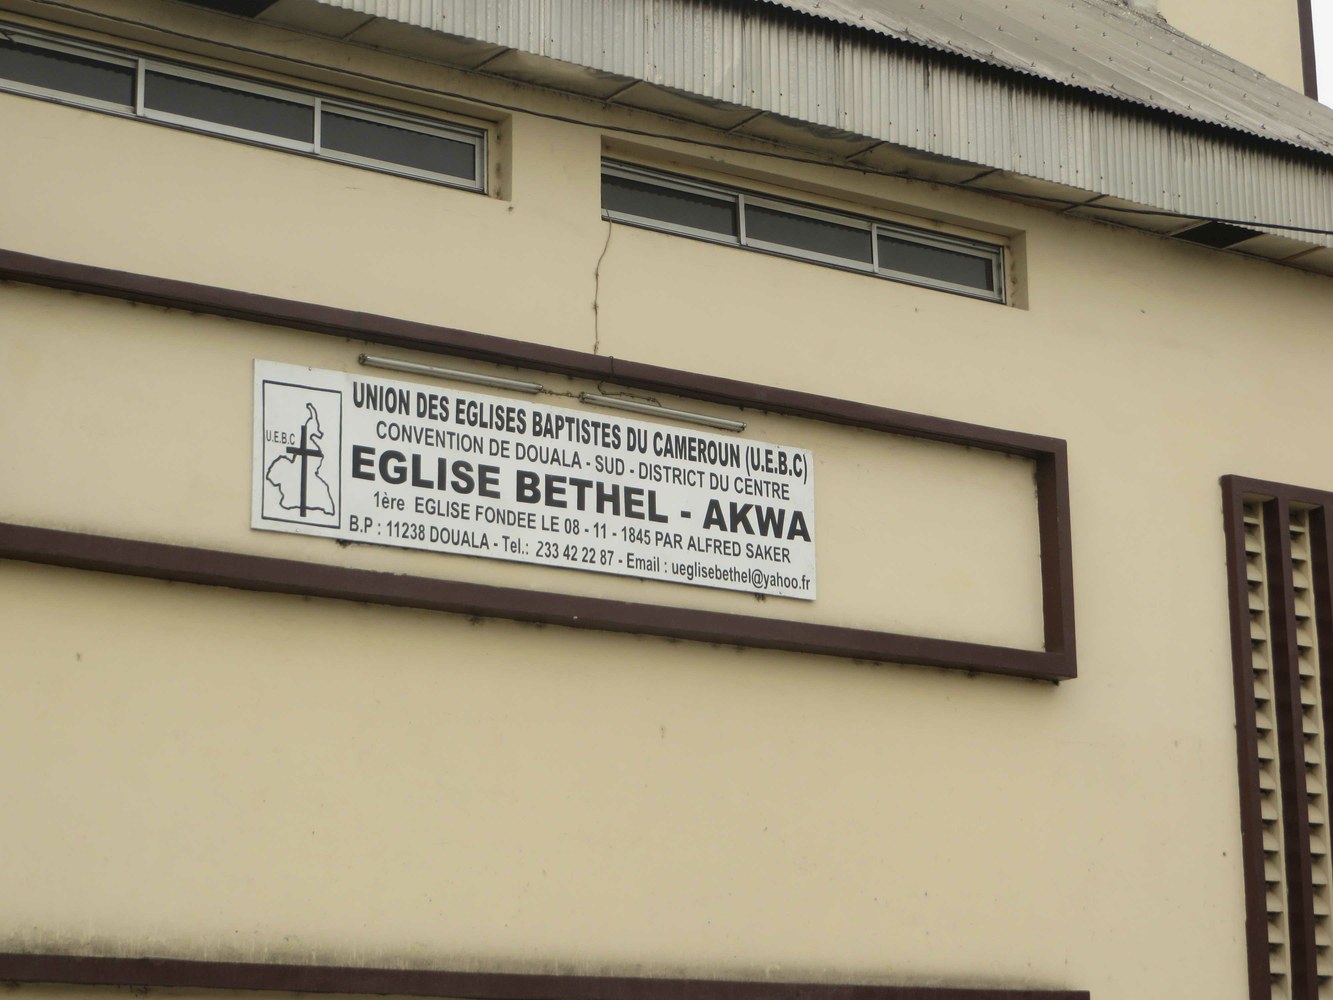 UNION DES EGLISES BAPTISTES DU CAMEROUN (U.E.B.C)
CONVENTION DE DOUALA - SUD - DISTRICT DU CENTRE
U.E.B.C
EGLISE BETHEL - AKWA
1ère EGLISE FONDEE LE 08 - 11 - 1845 PAR ALFRED SAKER
B.P : 11238 DOUALA - Tel.: 233 42 22 87 - Email : ueglisebethel@yahoo.fr